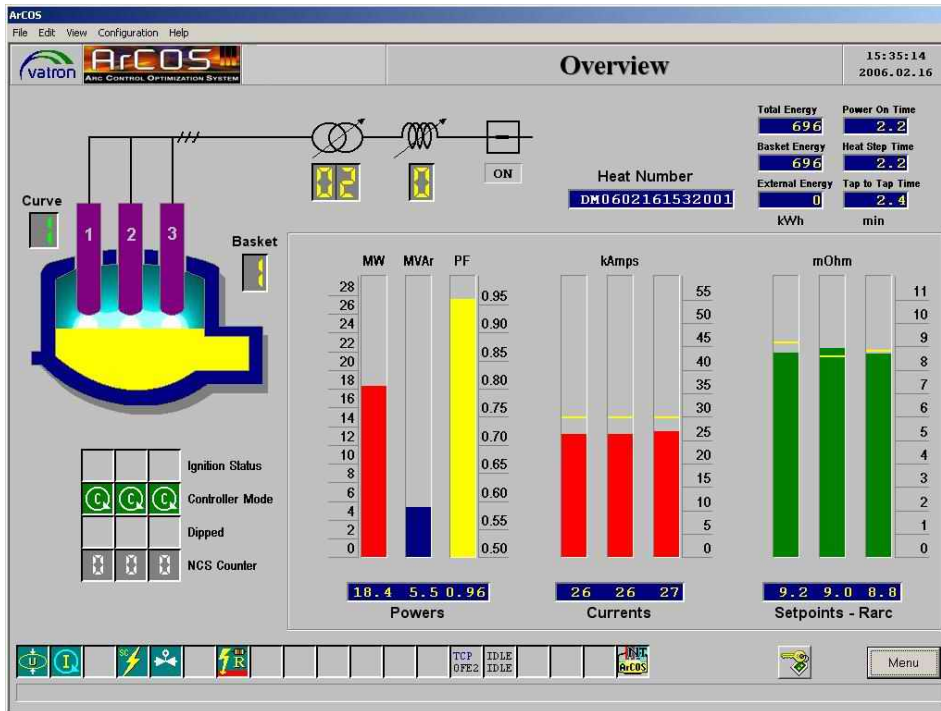 ArCOS
File Edit View Configuration Help
vatron
ArCOS III
ARC CONTROL OPTIMIZATION SYSTEM
Overview
15:35:14
2006.02.16
Total Energy Power On Time
696 2.2
Basket Energy Heat Step Time
696 2.2
External Energy Tap to Tap Time
0 2.4
kWh min
02 0 ON
Heat Number
DM0602161532001
Curve
1
1 2 3
Basket
1
MW MVAr PF kAmps mOhm
28
26
24
22
20
18
16
14
12
10
8
6
4
2
0
0.95
0.90
0.85
0.80
0.75
0.70
0.65
0.60
0.55
0.50
55
50
45
40
35
30
25
20
15
10
5
0
11
10
9
8
7
6
5
4
3
2
1
0
Ignition Status
C C C Controller Mode
Dipped
0 0 0 NCS Counter
18.4 5.5 0.96
Powers
26 26 27
Currents
9.2 9.0 8.8
Setpoints - Rarc
U I SC R
TCP IDLE
OFE2 IDLE
INT
ArCOS
Menu